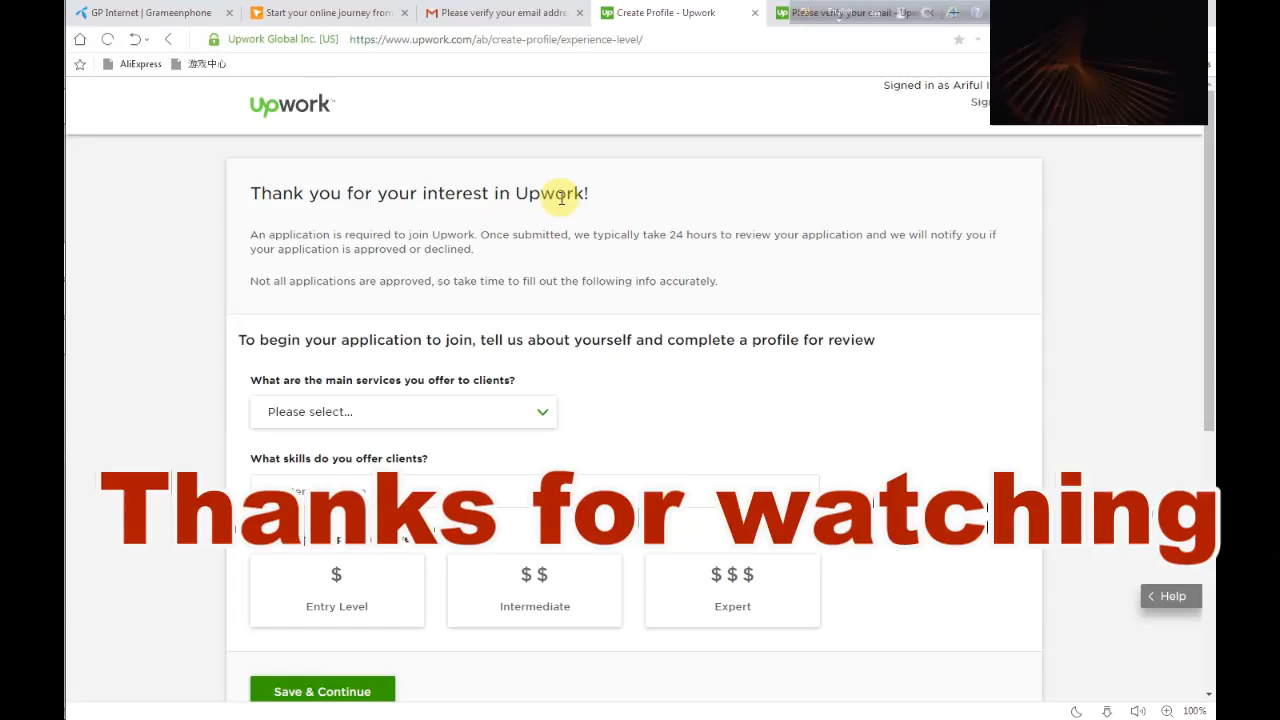 GP Internet | Grameenphone
Start your online journey from
Please verify your email addre
Create Profile - Upwork
Please verify your email - Upw
Upwork Global Inc. [US]
https://www.upwork.com/ab/create-profile/experience-level/
AliExpress
游戏中心
upwork
Signed in as Ariful I
Sig
Thank you for your interest in Upwork!
An application is required to join Upwork. Once submitted, we typically take 24 hours to review your application and we will notify you if
your application is approved or declined.
Not all applications are approved, so take time to fill out the following info accurately.
To begin your application to join, tell us about yourself and complete a profile for review
What are the main services you offer to clients?
Please select...
What skills do you offer clients?
Thanks for watching
$ $$ $$$
Entry Level Intermediate Expert
Help
Save & Continue
100%